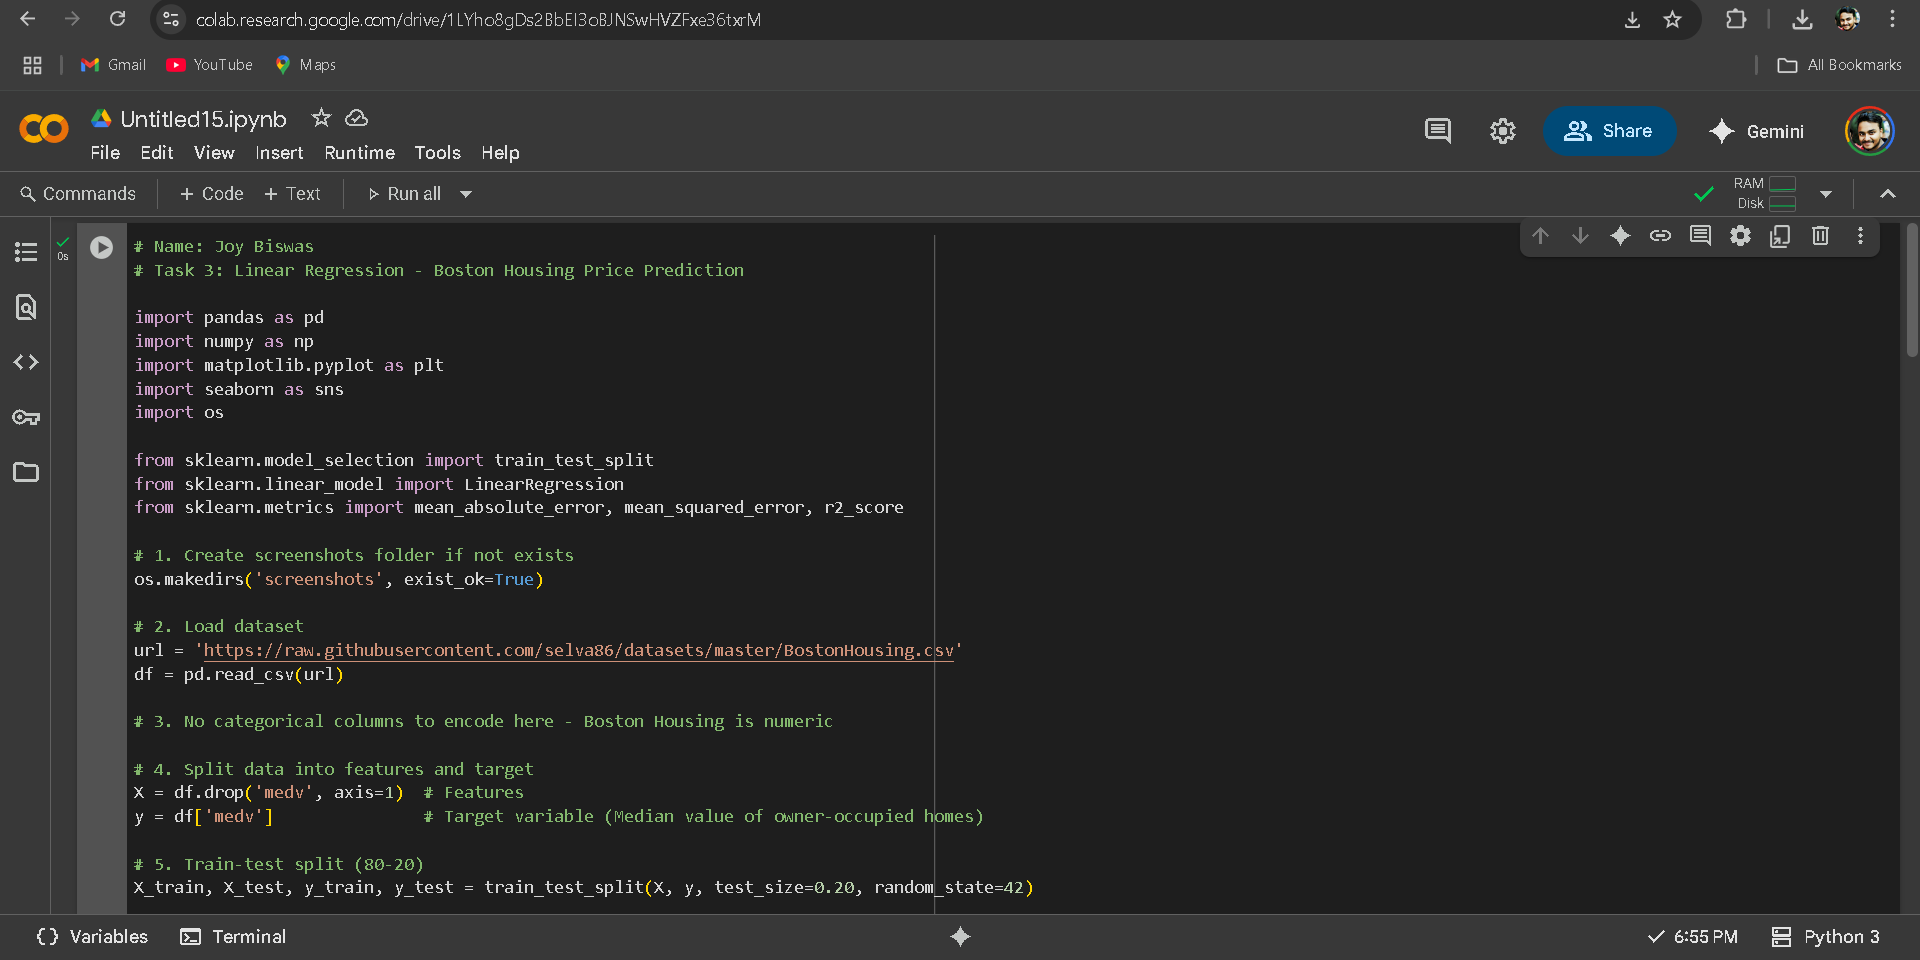 colab.research.google.com/drive/1LYho8gDs2BbEl3oBJNSwHVZFxe36txrM
Gmail YouTube Maps All Bookmarks
CO Untitled15.ipynb
File Edit View Insert Runtime Tools Help
Share Gemini
Commands + Code + Text Run all RAM
Disk
0s
# Name: Joy Biswas
# Task 3: Linear Regression - Boston Housing Price Prediction
import pandas as pd
import numpy as np
import matplotlib.pyplot as plt
import seaborn as sns
import os
from sklearn.model_selection import train_test_split
from sklearn.linear_model import LinearRegression
from sklearn.metrics import mean_absolute_error, mean_squared_error, r2_score
# 1. Create screenshots folder if not exists
os.makedirs('screenshots', exist_ok=True)
# 2. Load dataset
url = 'https://raw.githubusercontent.com/selva86/datasets/master/BostonHousing.csv'
df = pd.read_csv(url)
# 3. No categorical columns to encode here - Boston Housing is numeric
# 4. Split data into features and target
X = df.drop('medv', axis=1)  # Features
y = df['medv']               # Target variable (Median value of owner-occupied homes)
# 5. Train-test split (80-20)
X_train, X_test, y_train, y_test = train_test_split(X, y, test_size=0.20, random_state=42)
{} Variables Terminal 6:55 PM Python 3